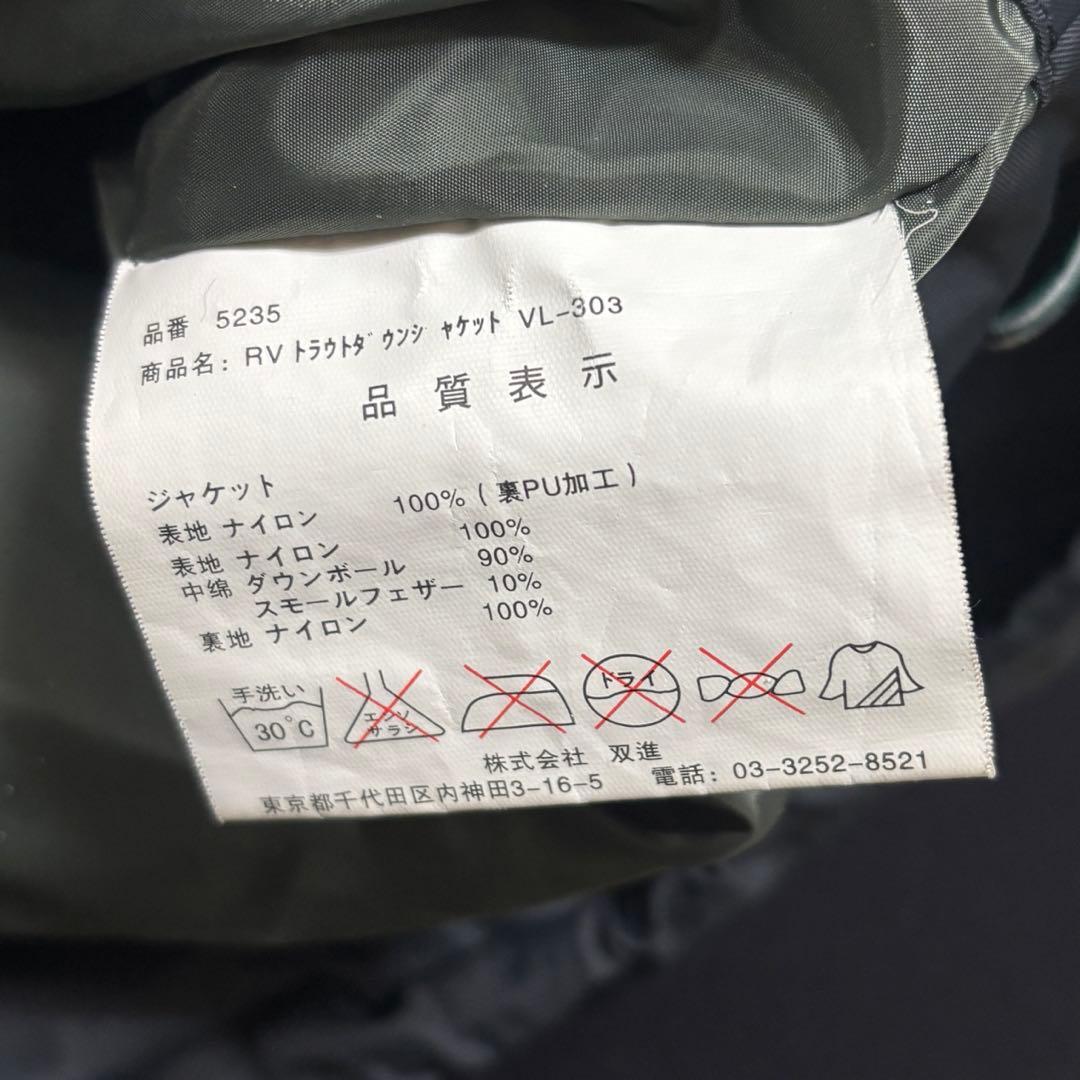 品番 5235
商品名: RVﾄﾗｳﾄﾀﾞｳﾝｼﾞｬｹｯﾄ VL-303
品質表示
ジャケット
表地 ナイロン 100% (裏PU加工)
表地 ナイロン 100%
中綿 ダウンボール 90%
スモールフェザー 10%
裏地 ナイロン 100%
手洗い
30℃
エンソ
サラシ
ドライ
株式会社 双進
東京都千代田区内神田3-16-5 電話: 03-3252-8521